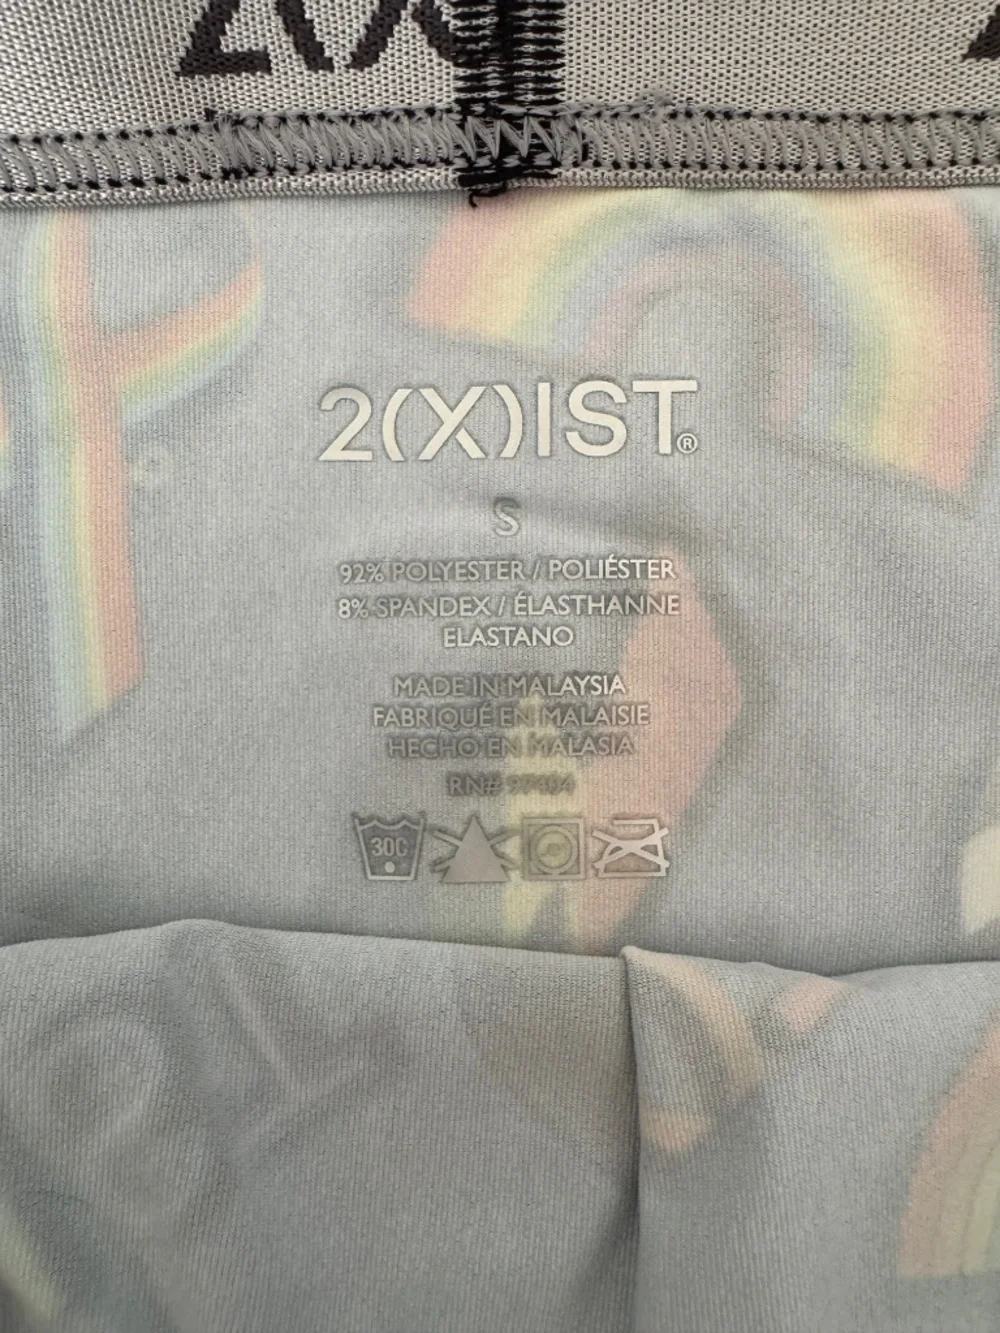 2(X)IST®
S
92% POLYESTER / POLIÉSTER
8% SPANDEX / ÉLASTHANNE
ELASTANO
MADE IN MALAYSIA
FABRIQUÉ EN MALAISIE
HECHO EN MALASIA
RN#
30C